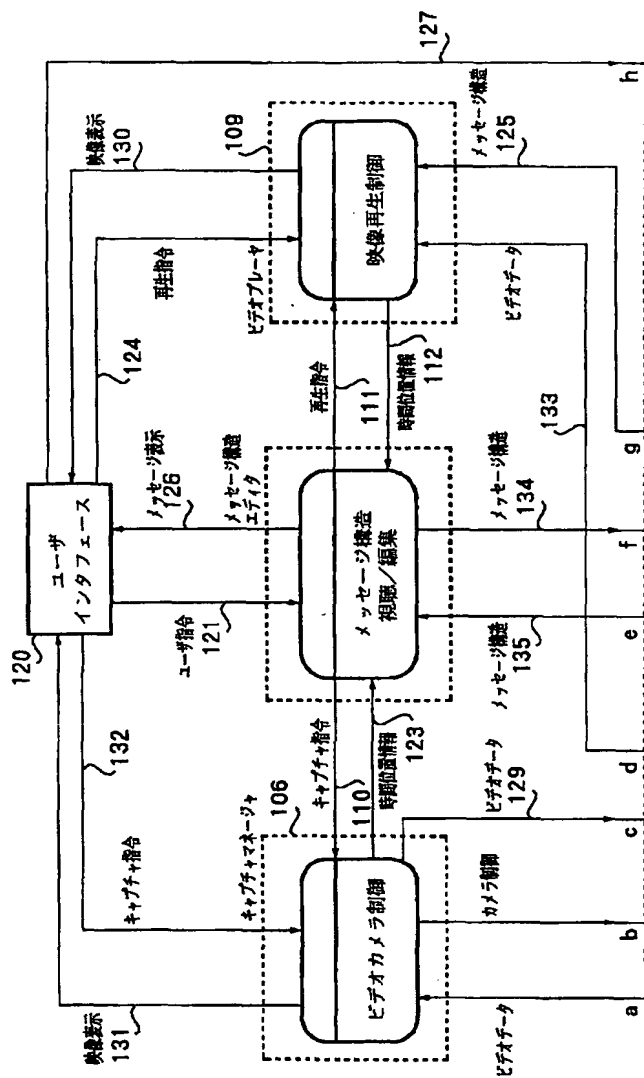 120
ユーザ
インタフェース
127
映像表示
131
キャプチャ指令
132
ユーザ指令
121
メッセージ表示
126
再生指令
124
映像表示
130
キャプチャマネージャ
106
ビデオカメラ制御
キャプチャ指令
110
時間位置情報
123
メッセージ構造
エディタ
メッセージ構造
視聴/編集
再生指令
111
時間位置情報
112
ビデオプレーヤ
109
映像再生制御
ビデオデータ
カメラ制御
ビデオデータ
129
メッセージ構造
135
メッセージ構造
134
133
ビデオデータ
メッセージ構造
125
a
b
c
d
e
f
g
h